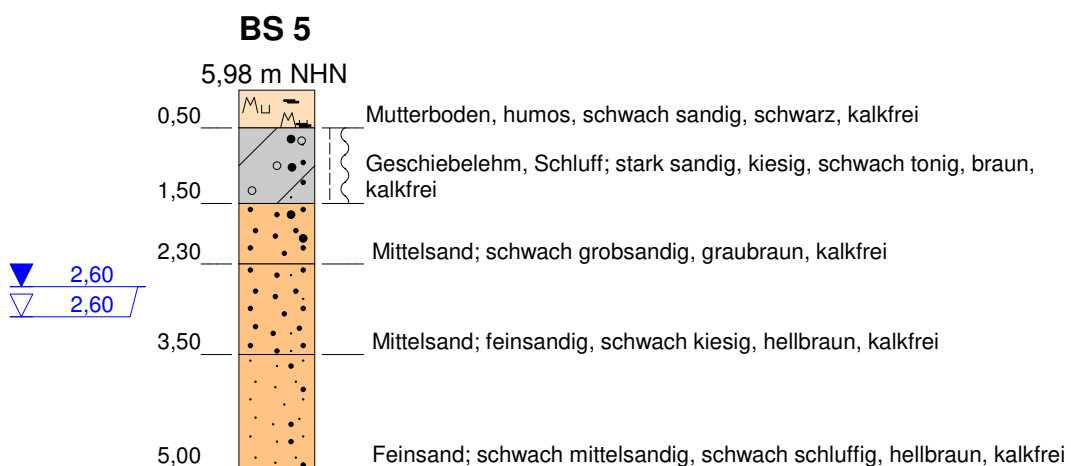 BS 5
5,98 m NHN
0,50 Mutterboden, humos, schwach sandig, schwarz, kalkfrei
Mu
Mu
Geschiebelehm, Schluff; stark sandig, kiesig, schwach tonig, braun,
1,50 kalkfrei
2,30 Mittelsand; schwach grobsandig, graubraun, kalkfrei
2,60
2,60
3,50 Mittelsand; feinsandig, schwach kiesig, hellbraun, kalkfrei
5,00 Feinsand; schwach mittelsandig, schwach schluffig, hellbraun, kalkfrei